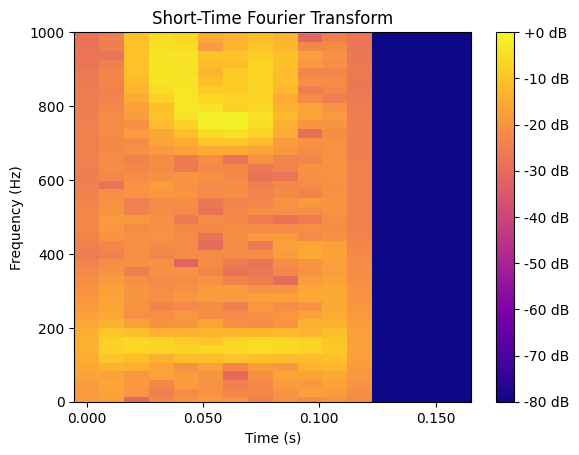 Short-Time Fourier Transform
Frequency (Hz)
1000
800
600
400
200
0
0.000
0.050
0.100
0.150
Time (s)
+0 dB
-10 dB
-20 dB
-30 dB
-40 dB
-50 dB
-60 dB
-70 dB
-80 dB